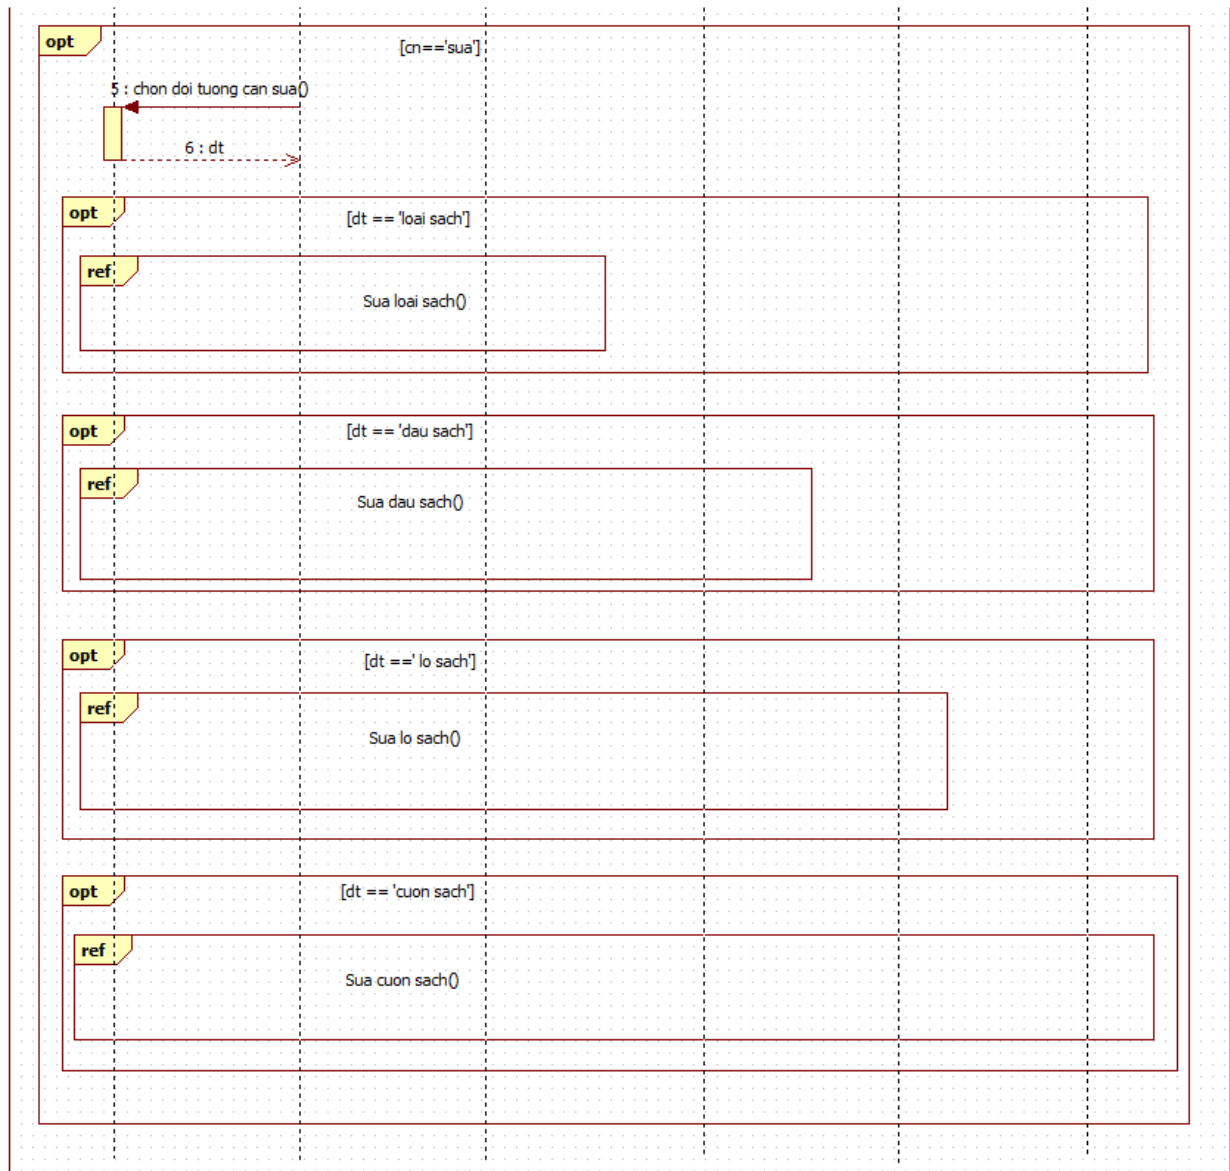 opt
[cn=='sua']
5 : chon doi tuong can sua()
6 : dt
opt
[dt == 'loai sach']
ref
Sua loai sach()
opt
[dt == 'dau sach']
ref
Sua dau sach()
opt
[dt ==' lo sach']
ref
Sua lo sach()
opt
[dt == 'cuon sach']
ref
Sua cuon sach()